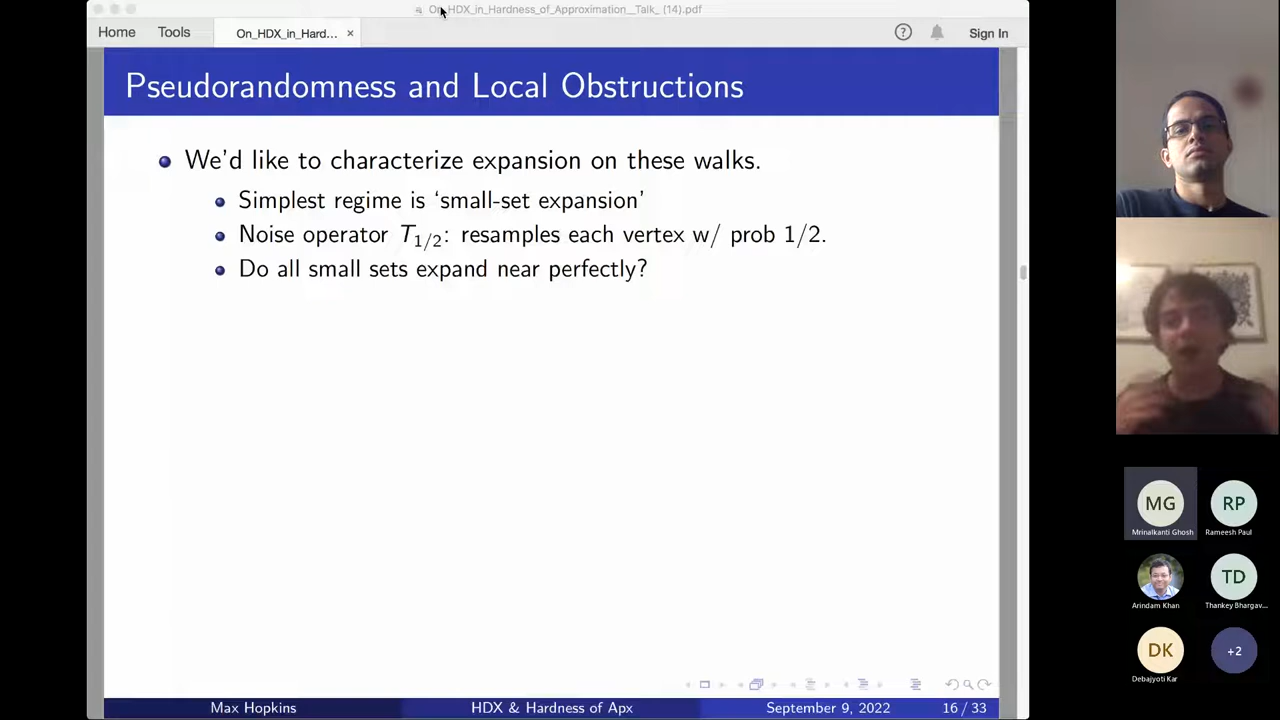 On_HDX_in_Hardness_of_Approximation__Talk_ (14).pdf
Home
Tools
On_HDX_in_Hard...
×
?
Sign In
Pseudorandomness and Local Obstructions
We'd like to characterize expansion on these walks.
Simplest regime is ‘small-set expansion’
Noise operator T1/2: resamples each vertex w/ prob 1/2.
Do all small sets expand near perfectly?
Max Hopkins
HDX & Hardness of Apx
September 9, 2022
16 / 33
MG
Mrinalkanti Ghosh
RP
Rameesh Paul
Arindam Khan
TD
Thankey Bhargav...
DK
Debajyoti Kar
+2